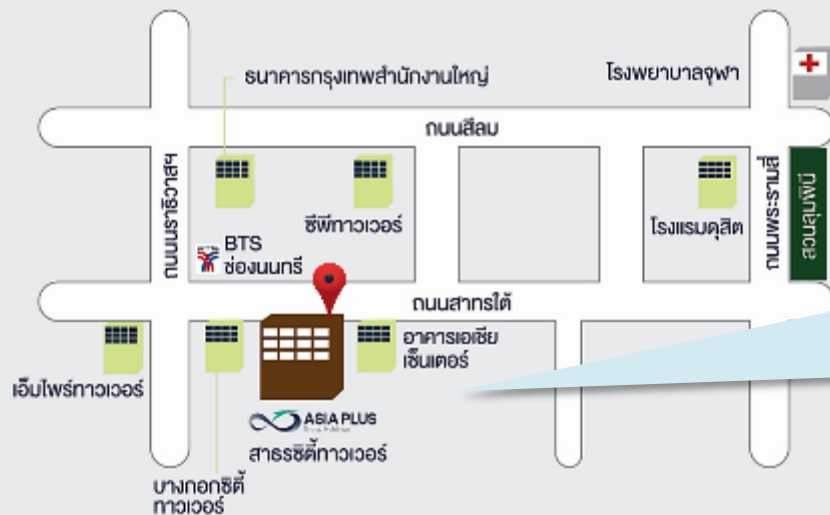 ธนาคารกรุงเทพสำนักงานใหญ่
โรงพยาบาลจุฬา
ถนนสีลม
ถนนนราธิวาสฯ
ซีพีทาวเวอร์
โรงแรมดุสิต
ถนนพระรามสี่
สวนลุมพินี
BTS
ช่องนนทรี
ถนนสาทรใต้
เอ็มไพร์ทาวเวอร์
อาคารเอเชีย
เซ็นเตอร์
ASIA PLUS
สาธรซิตี้ทาวเวอร์
บางกอกซิตี้
ทาวเวอร์